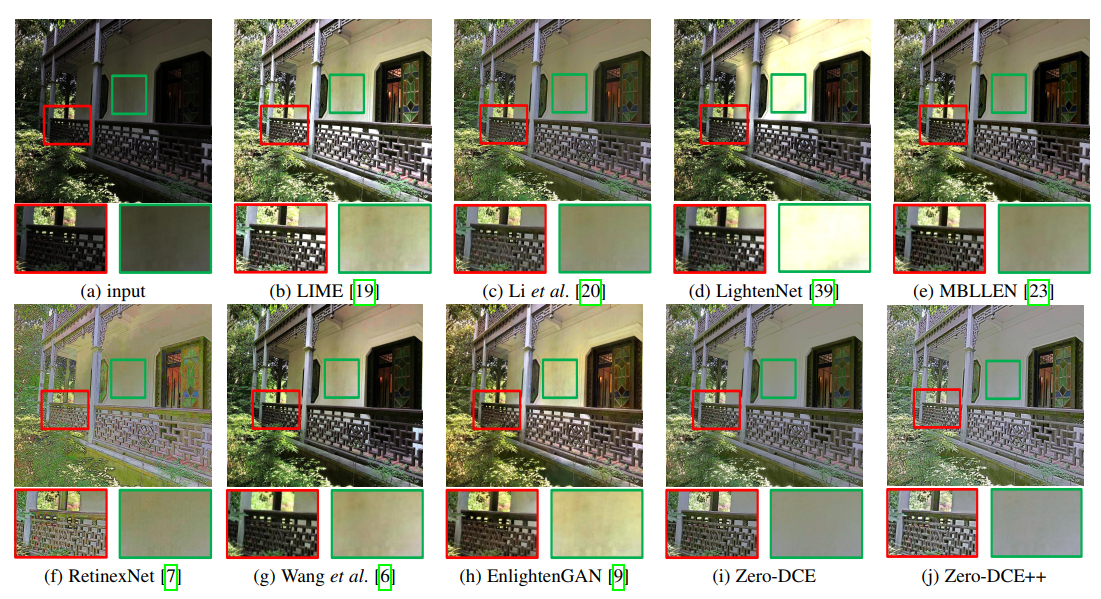 (a) input
(b) LIME [19]
(c) Li et al. [20]
(d) LightenNet [39]
(e) MBLLEN [23]
(f) RetinexNet [7]
(g) Wang et al. [6]
(h) EnlightenGAN [9]
(i) Zero-DCE
(j) Zero-DCE++